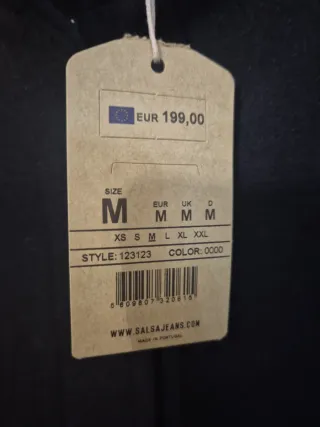 EUR 199,00
SIZE
M
EUR UK D
M M M
XS S M L XL XXL
STYLE: 123123 COLOR: 0000
WWW.SALSAJEANS.COM
MADE IN PORTUGAL